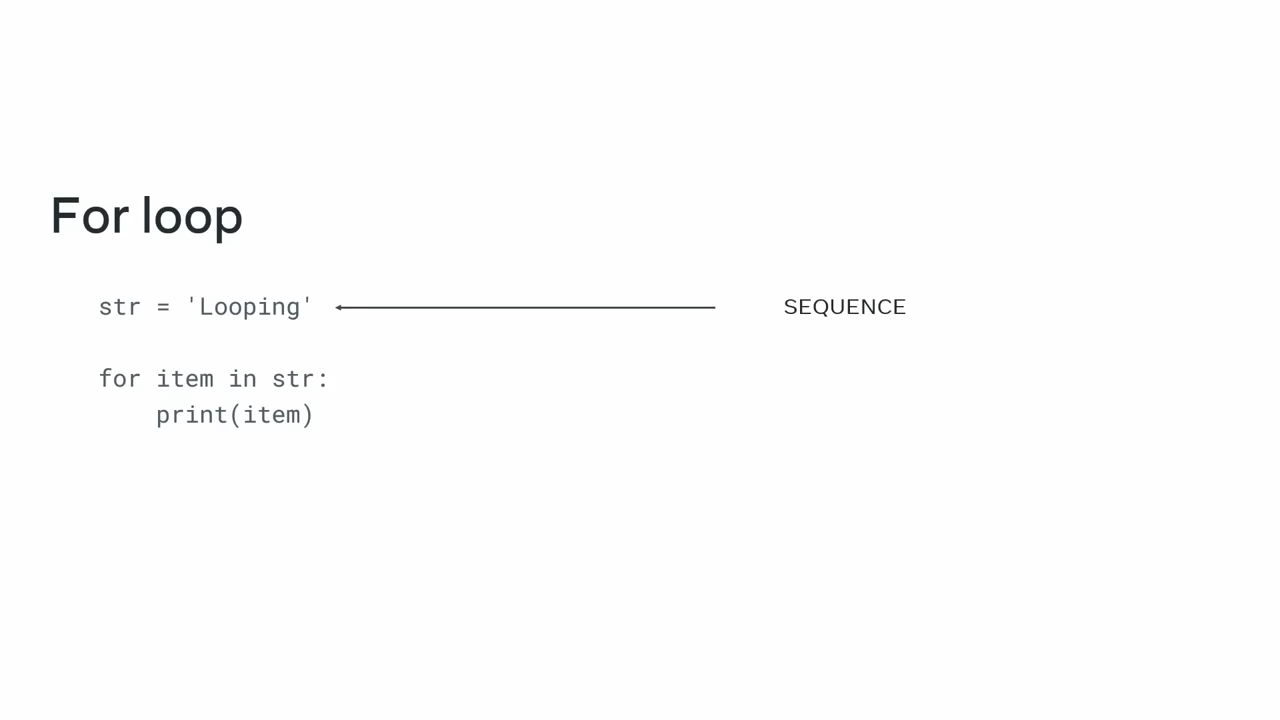 For loop
str = 'Looping'
SEQUENCE
for item in str:
    print(item)